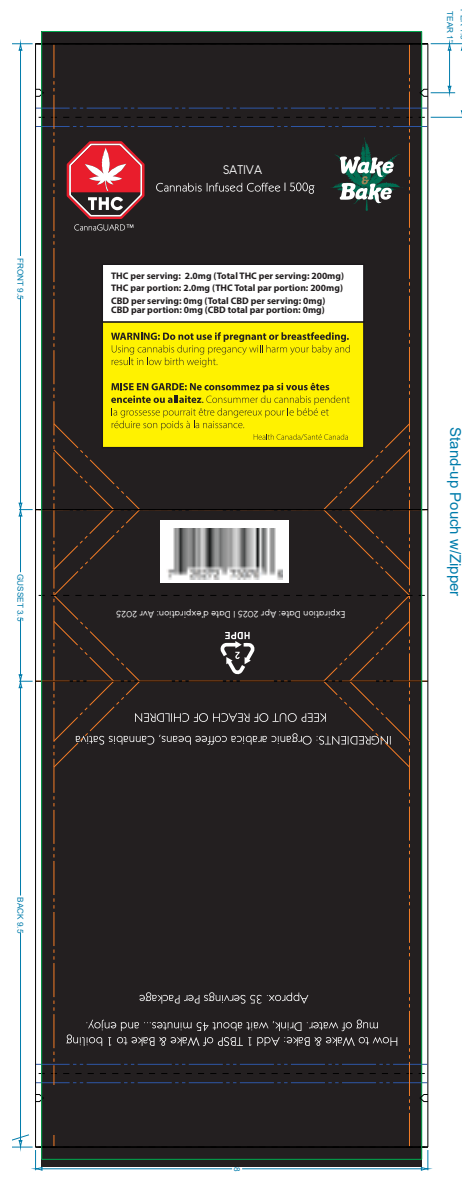 TEAR 1"
THC
CannaGUARD™
SATIVA
Cannabis Infused Coffee | 500g
Wake
&
Bake
THC per serving: 2.0mg (Total THC per serving: 200mg)
THC par portion: 2.0mg (THC Total par portion: 200mg)
CBD per serving: 0mg (Total CBD per serving: 0mg)
CBD par portion: 0mg (CBD total par portion: 0mg)
WARNING: Do not use if pregnant or breastfeeding.
Using cannabis during pregancy will harm your baby and
result in low birth weight.
MISE EN GARDE: Ne consommez pa si vous êtes
enceinte ou allaitez. Consummer du cannabis pendent
la grossesse pourrait être dangereux pour le bébé et
réduire son poids à la naissance.
Health Canada/Santé Canada
FRONT 9.5
Stand-up Pouch w/Zipper
GUSSET 3.5
Expiration Date: Apr 2025 | Date d'expiration: Avr 2025
2
HDPE
BACK 9.5
How to Wake & Bake: Add 1 TBSP of Wake & Bake to 1 boiling
mug of water. Drink, wait about 45 minutes... and enjoy.
Approx. 35 Servings Per Package
INGREDIENTS: Organic arabica coffee beans, Cannabis Sativa
KEEP OUT OF REACH OF CHILDREN
8